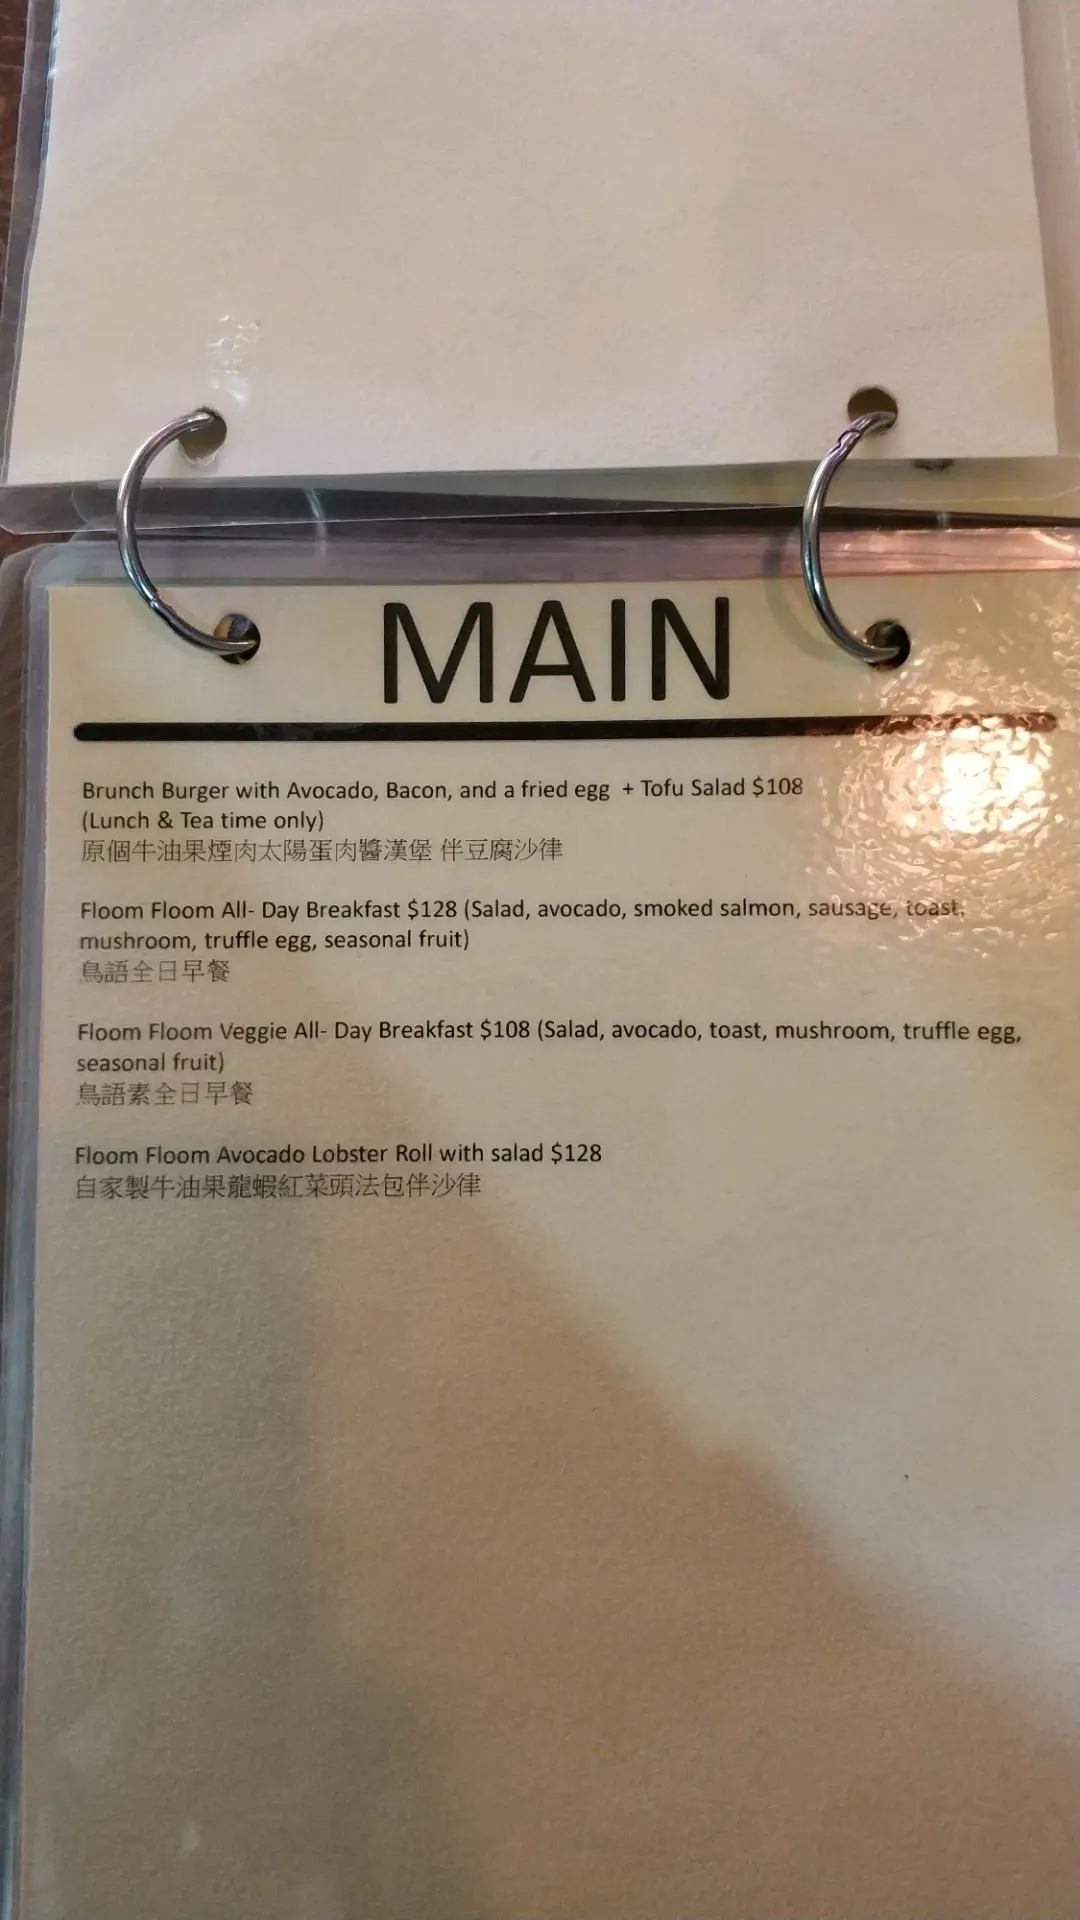 MAIN
Brunch Burger with Avocado, Bacon, and a fried egg + Tofu Salad $108
(Lunch & Tea time only)
原個牛油果煙肉太陽蛋肉醬漢堡 伴豆腐沙律
Floom Floom All- Day Breakfast $128 (Salad, avocado, smoked salmon, sausage, toast,
mushroom, truffle egg, seasonal fruit)
鳥語全日早餐
Floom Floom Veggie All- Day Breakfast $108 (Salad, avocado, toast, mushroom, truffle egg,
seasonal fruit)
鳥語素全日早餐
Floom Floom Avocado Lobster Roll with salad $128
自家製牛油果龍蝦紅菜頭法包伴沙律